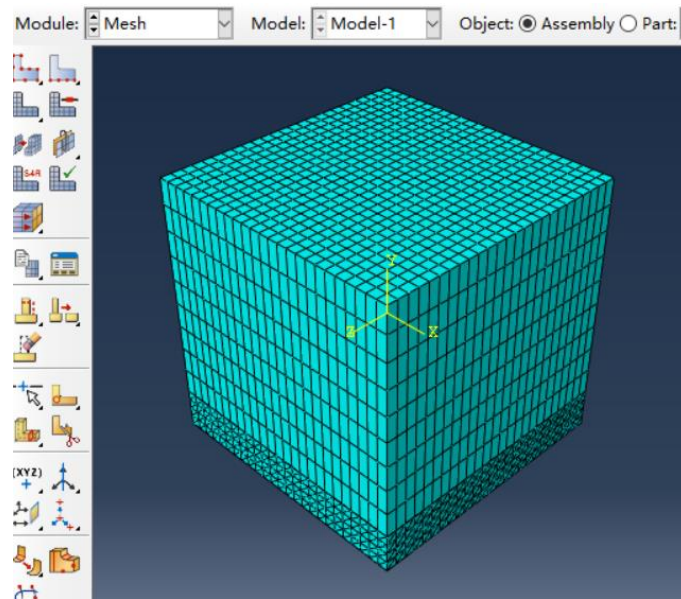 Module: Mesh Model: Model-1 Object: Assembly Part:
S4R
Y
Z X
(XYZ)